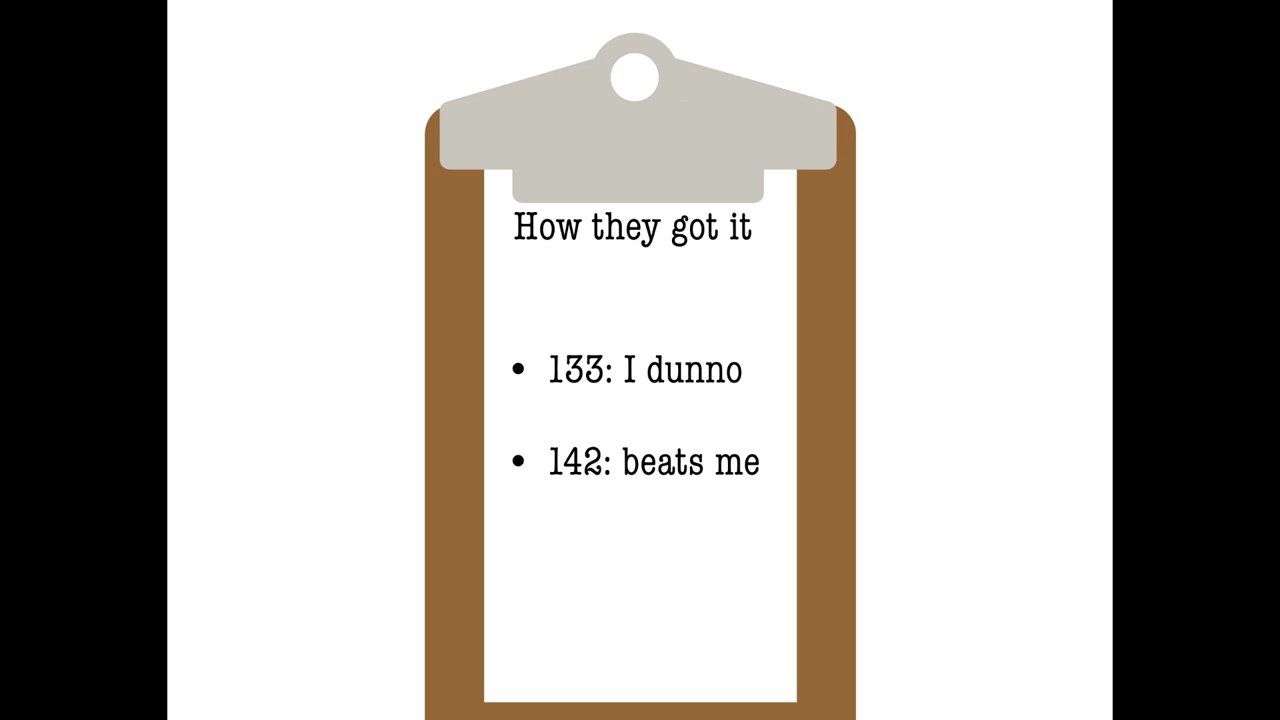 How they got it
• 133: I dunno
• 142: beats me